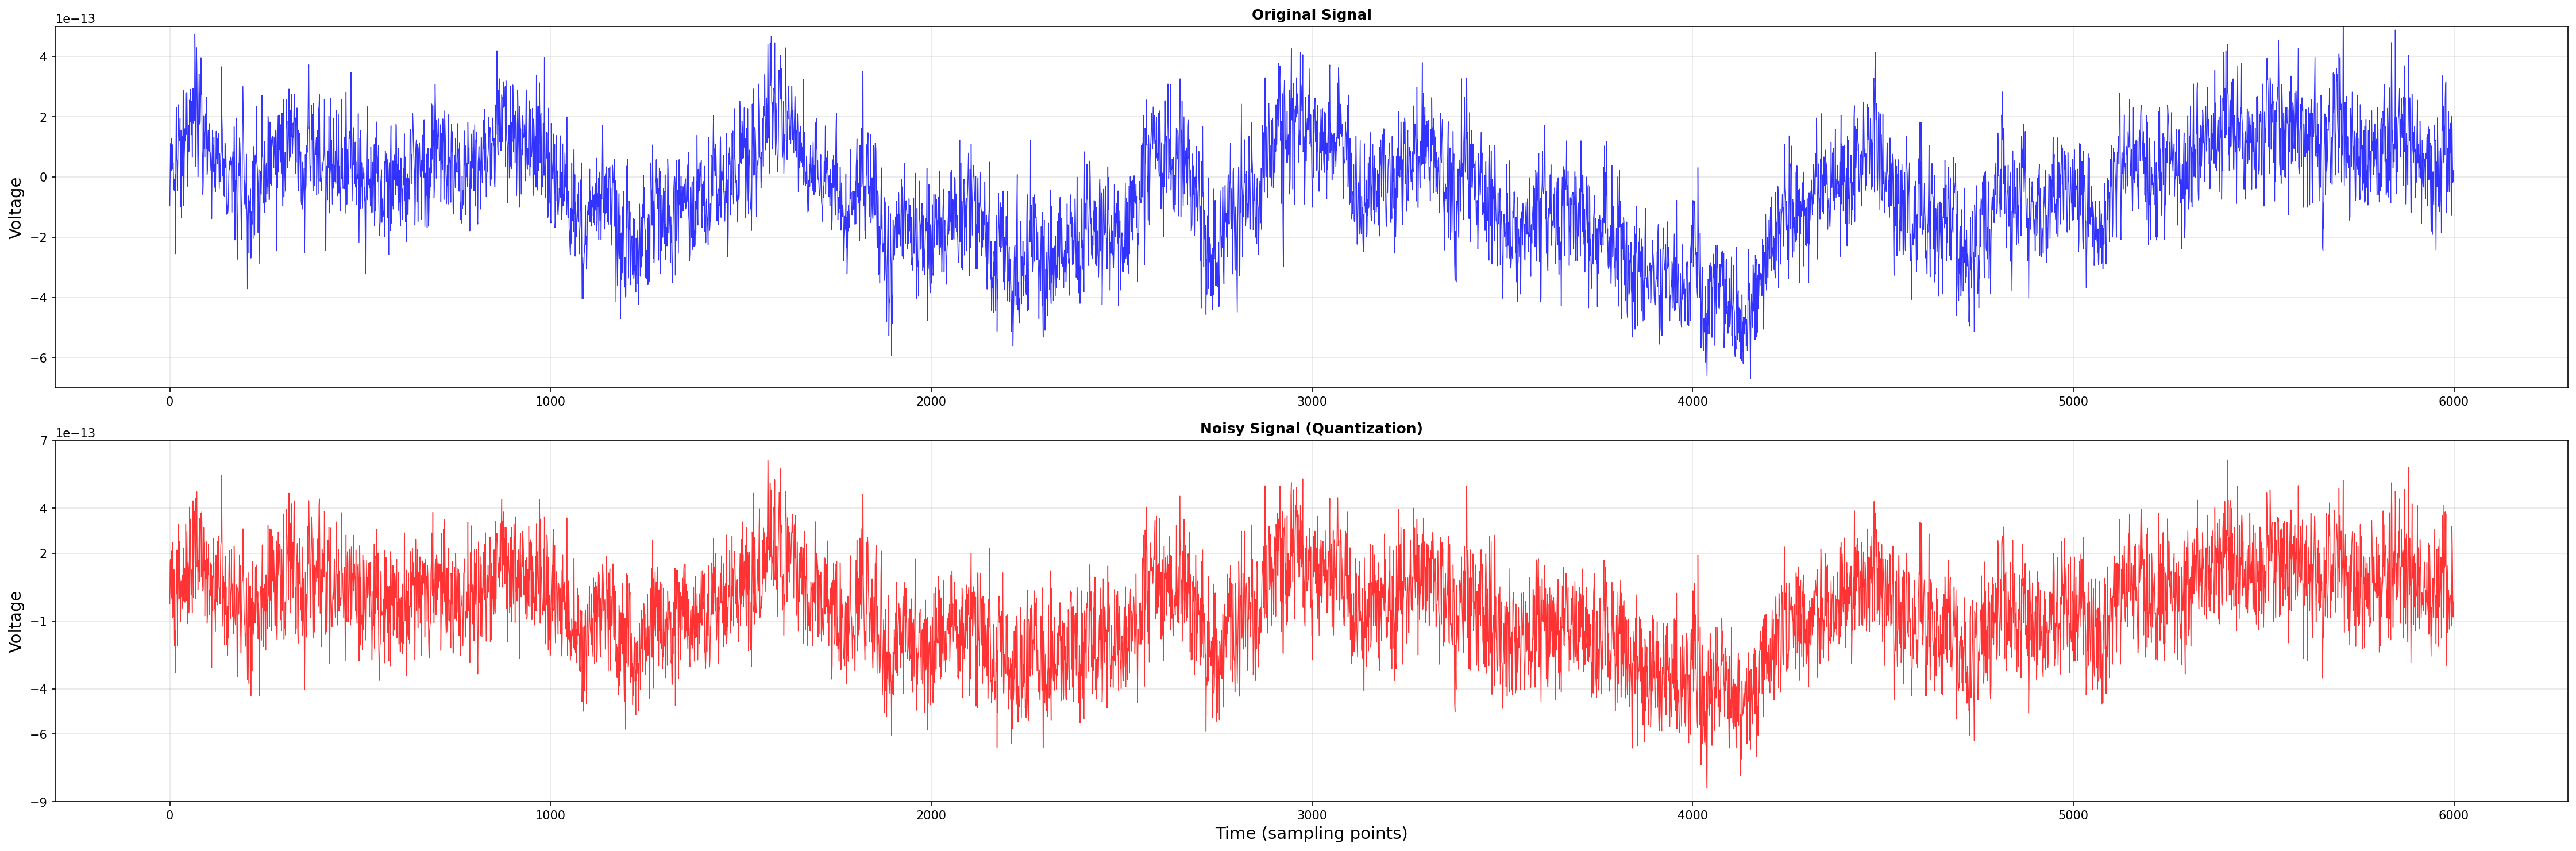 Original Signal
1e−13
Voltage
4
2
0
−2
−4
−6
0 1000 2000 3000 4000 5000 6000
Noisy Signal (Quantization)
1e−13
Voltage
7
4
2
−1
−4
−6
−9
0 1000 2000 3000 4000 5000 6000
Time (sampling points)